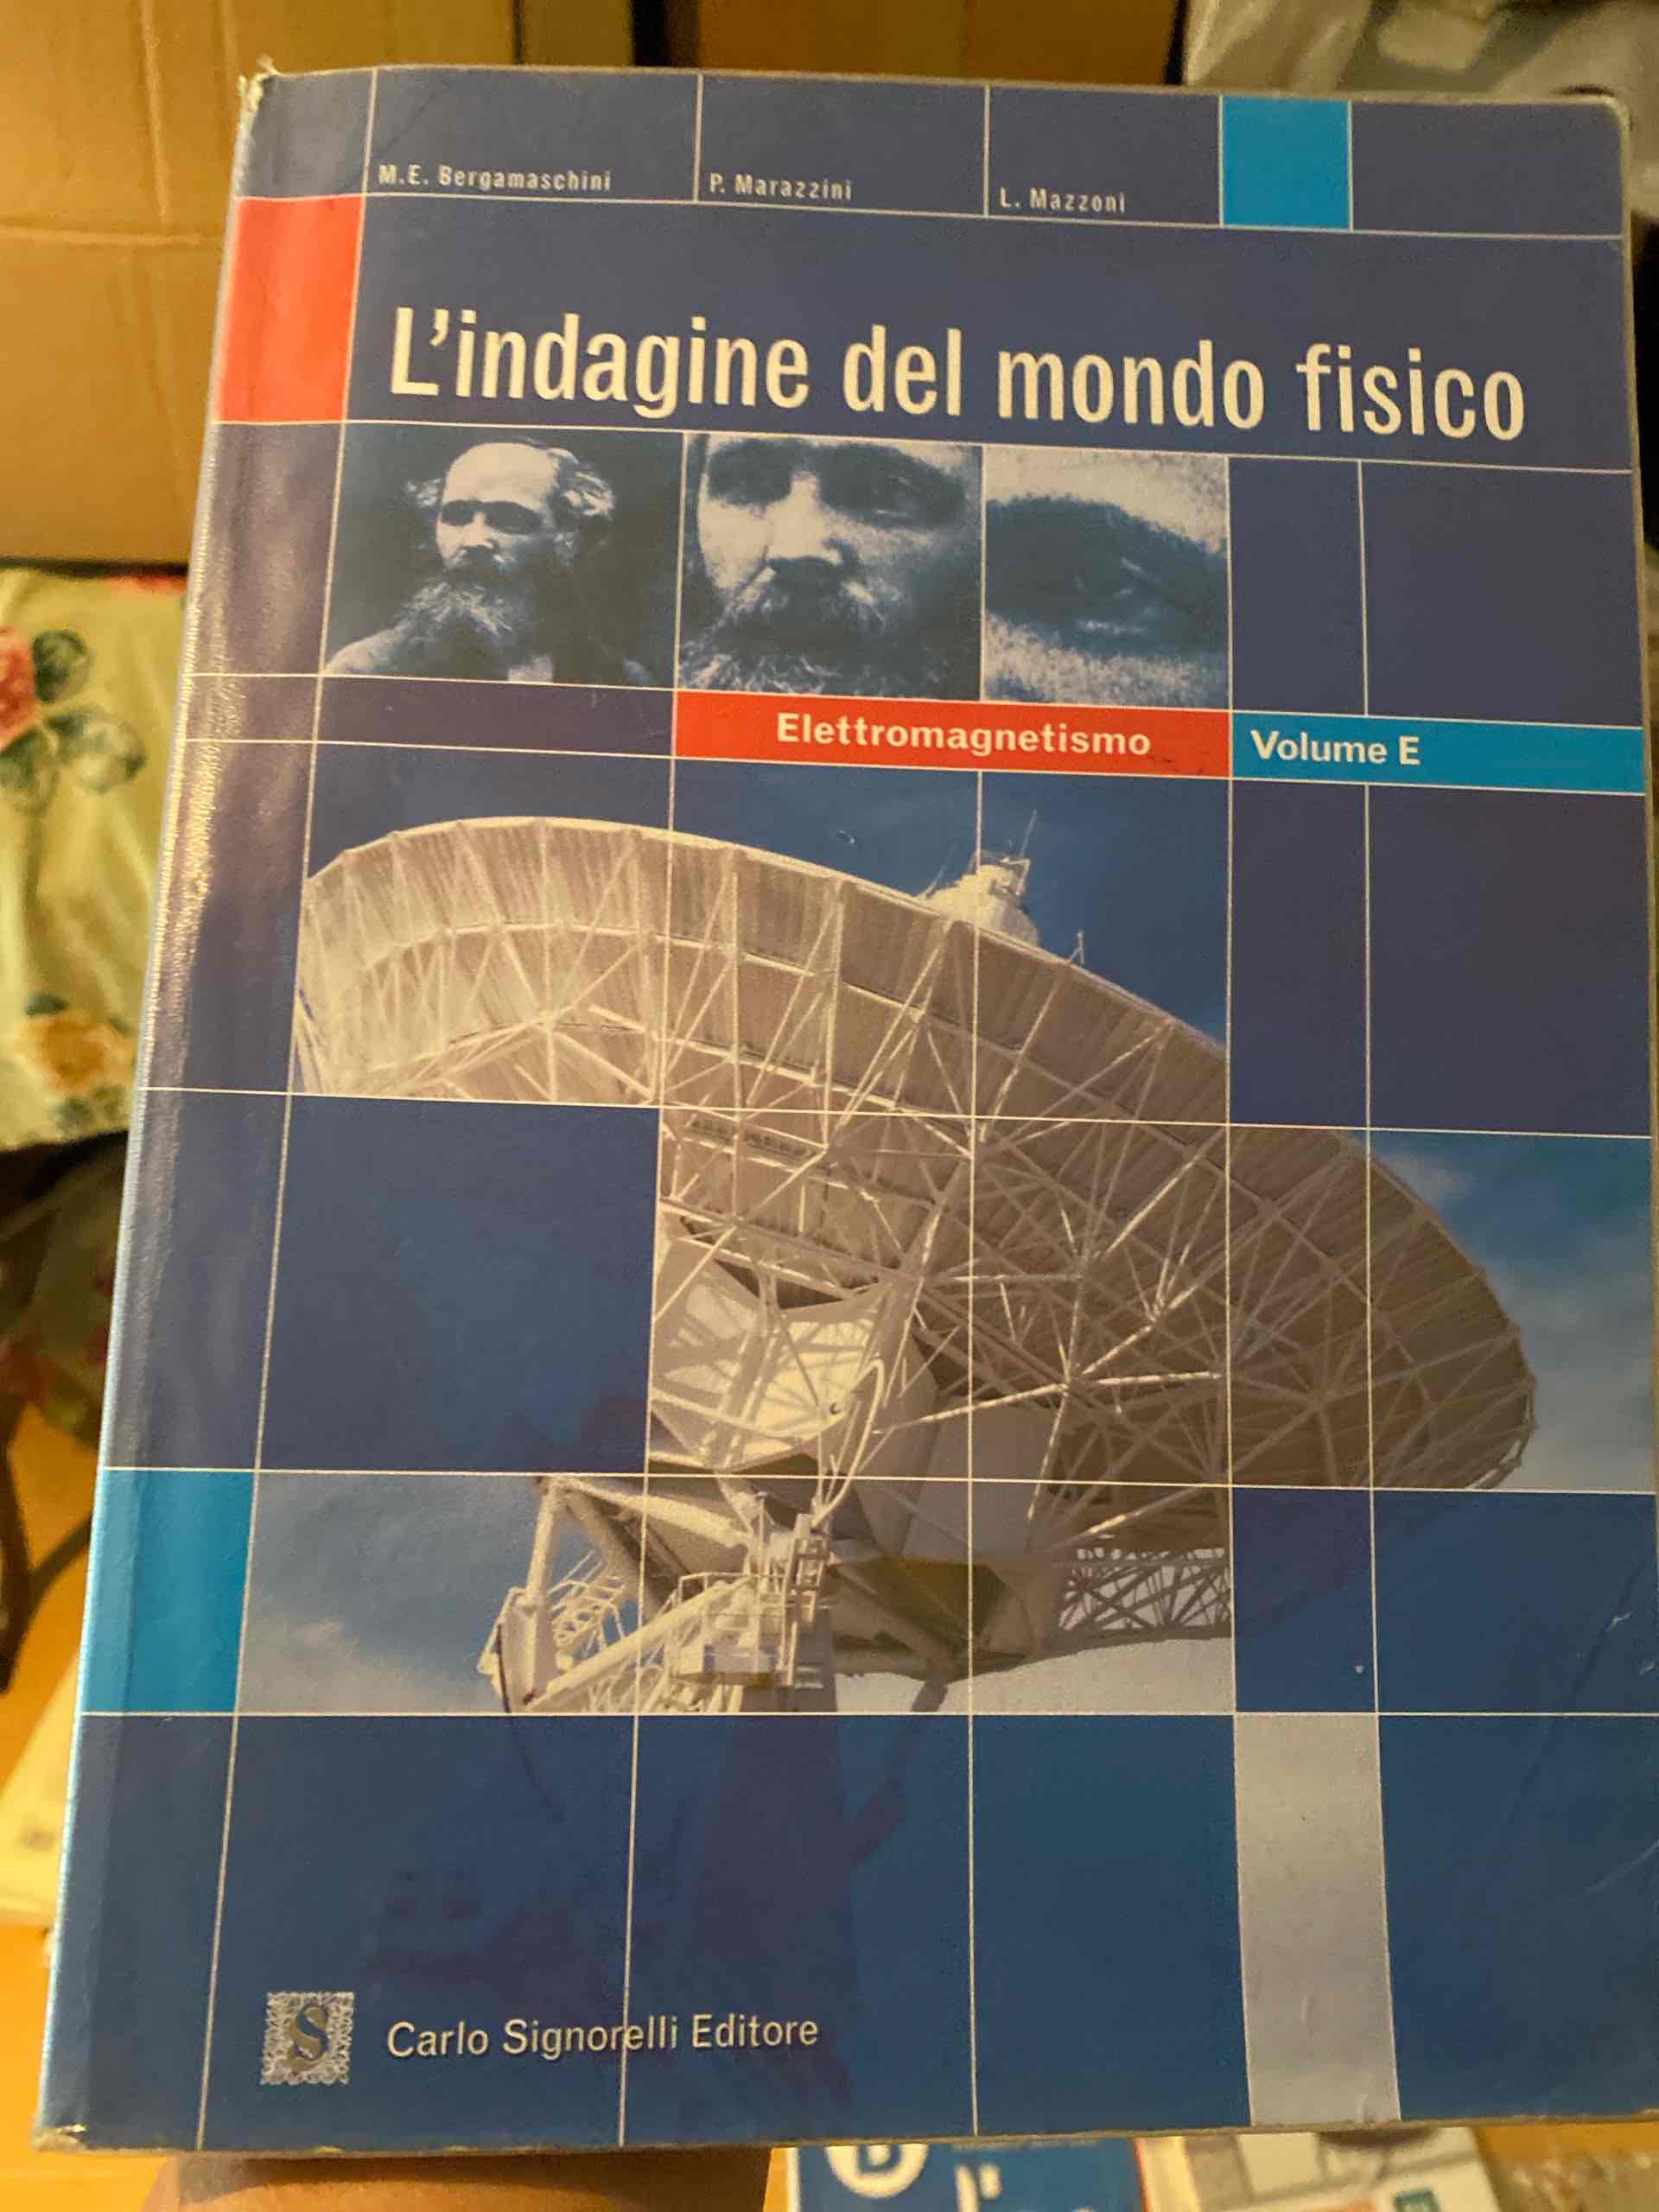 M.E. Bergamaschini
P. Marazzini
L. Mazzoni
L'indagine del mondo fisico
Elettromagnetismo
Volume E
S
Carlo Signorelli Editore